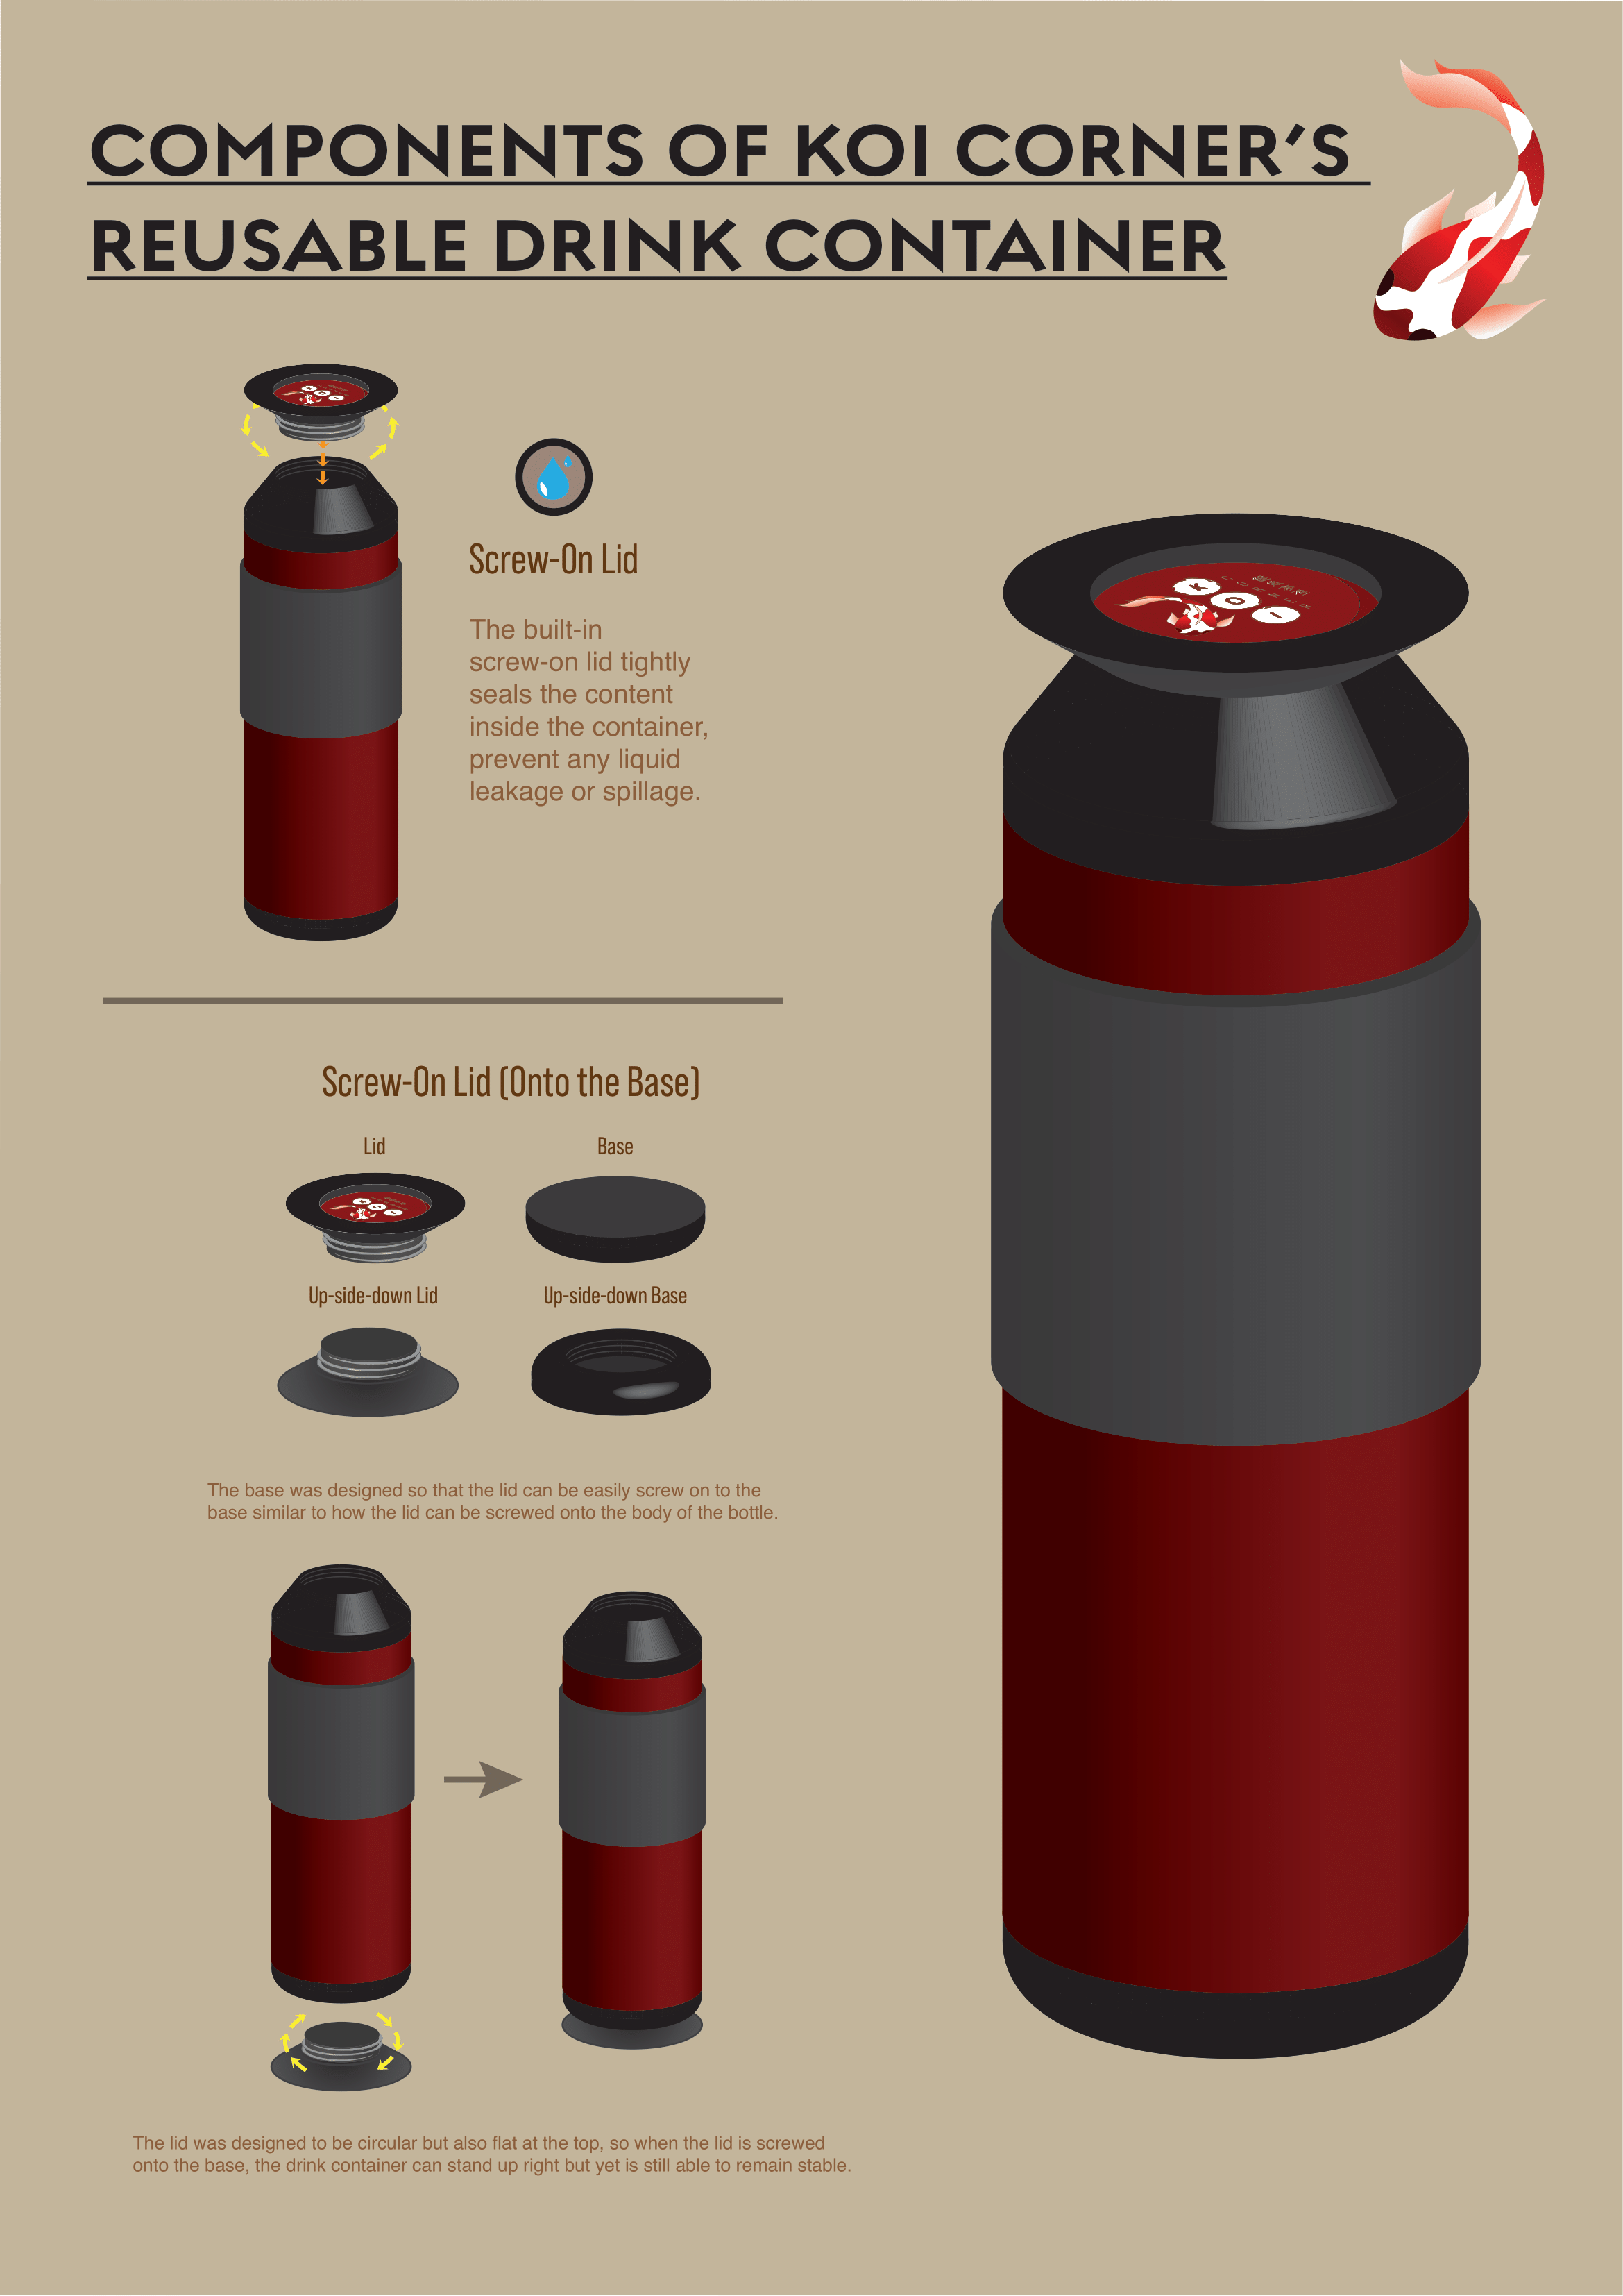 COMPONENTS OF KOI CORNER’S
REUSABLE DRINK CONTAINER
Screw-On Lid
The built-in
screw-on lid tightly
seals the content
inside the container,
prevent any liquid
leakage or spillage.
K O I
Screw-On Lid (Onto the Base)
Lid
Base
Up-side-down Lid
Up-side-down Base
The base was designed so that the lid can be easily screw on to the
base similar to how the lid can be screwed onto the body of the bottle.
The lid was designed to be circular but also flat at the top, so when the lid is screwed
onto the base, the drink container can stand up right but yet is still able to remain stable.